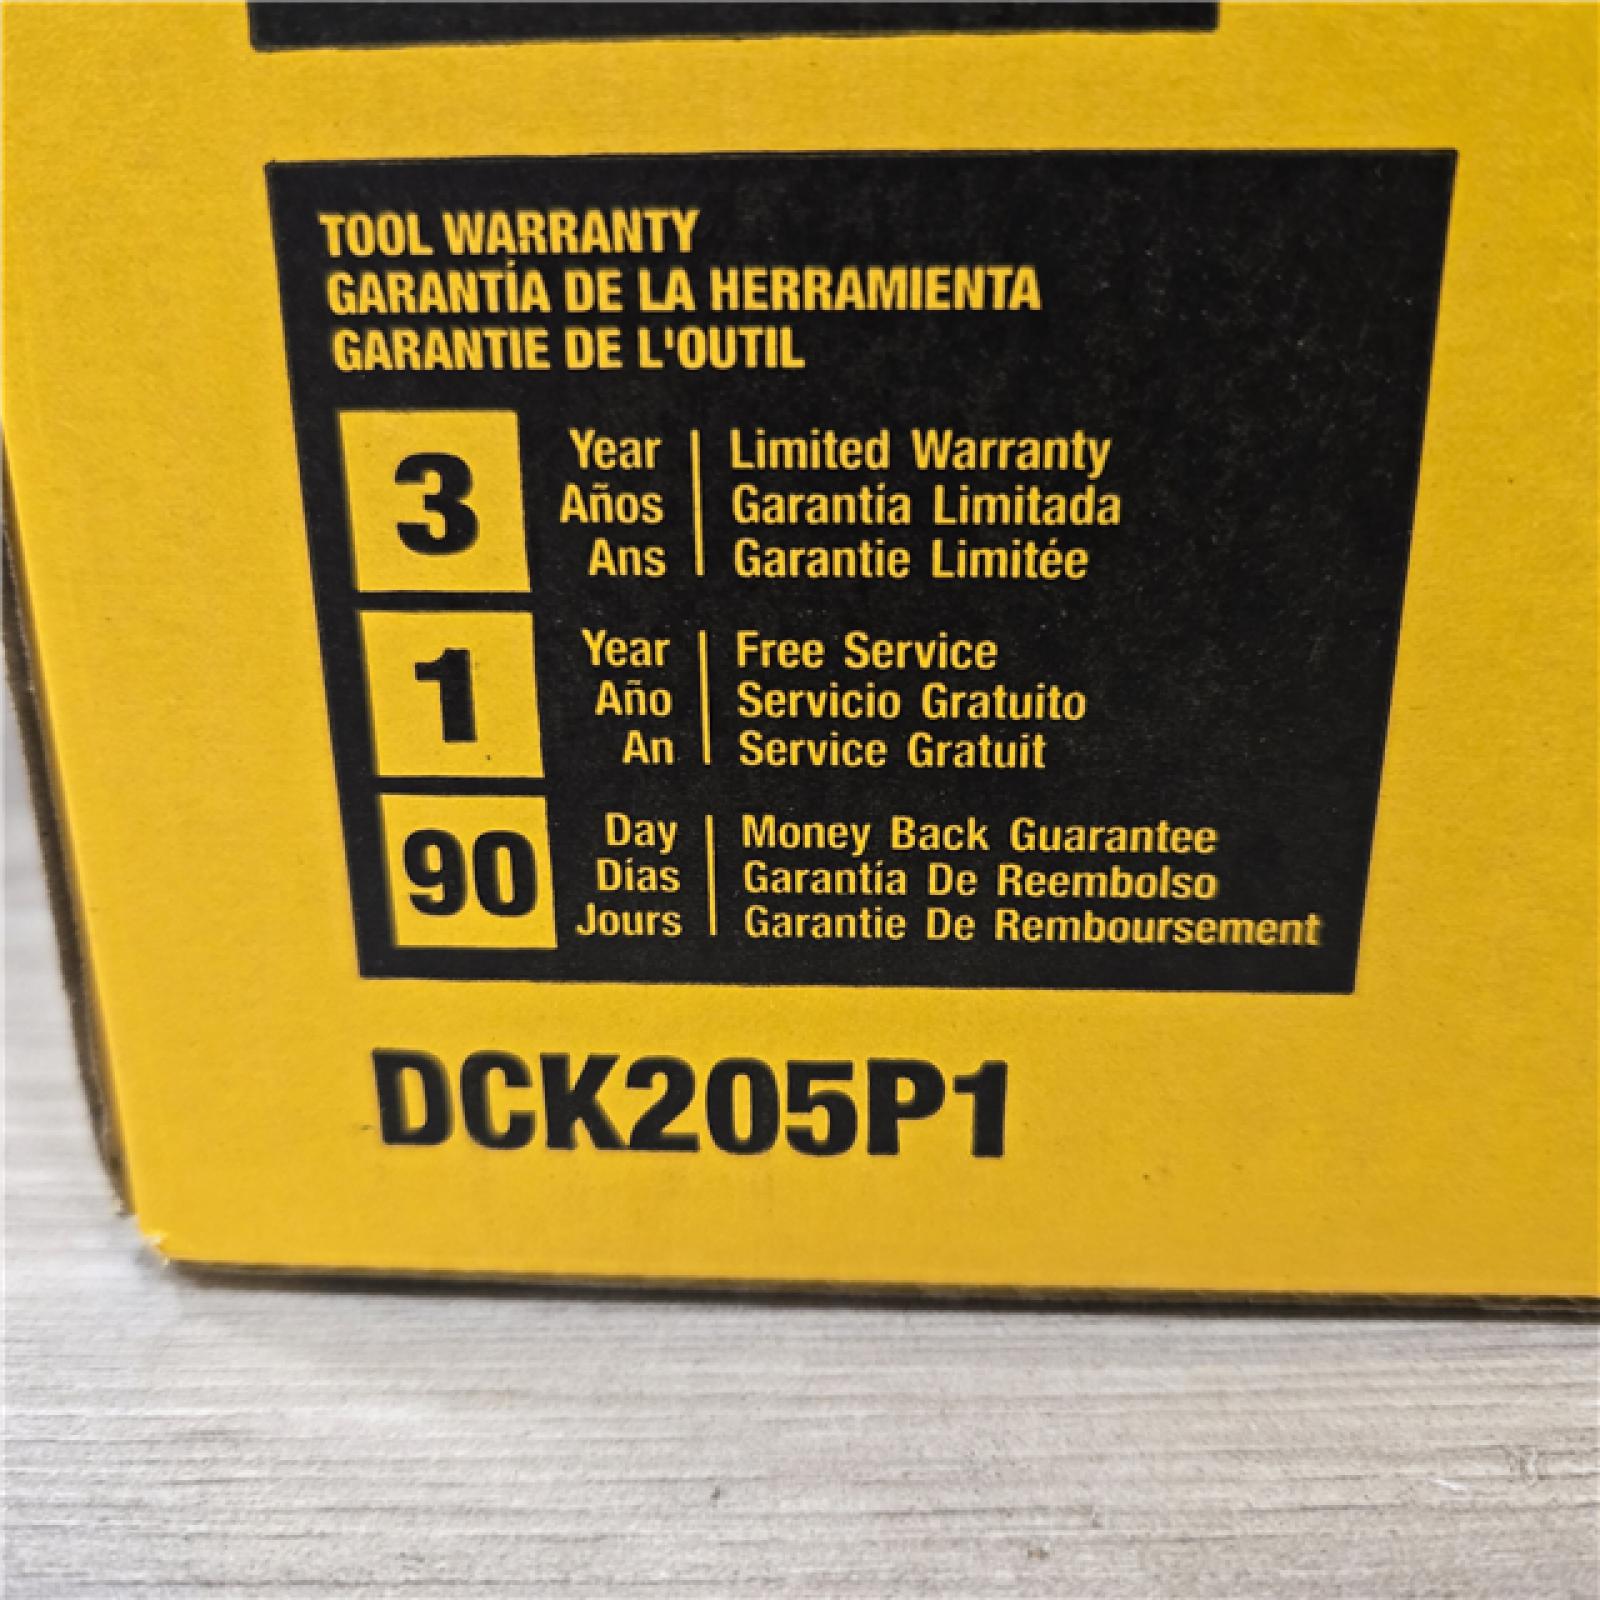 TOOL WARRANTY
GARANTÍA DE LA HERRAMIENTA
GARANTIE DE L'OUTIL
3
Year | Limited Warranty
Años | Garantía Limitada
Ans | Garantie Limitée
1
Year | Free Service
Año | Servicio Gratuito
An | Service Gratuit
90
Day | Money Back Guarantee
Días | Garantía De Reembolso
Jours | Garantie De Remboursement
DCK205P1